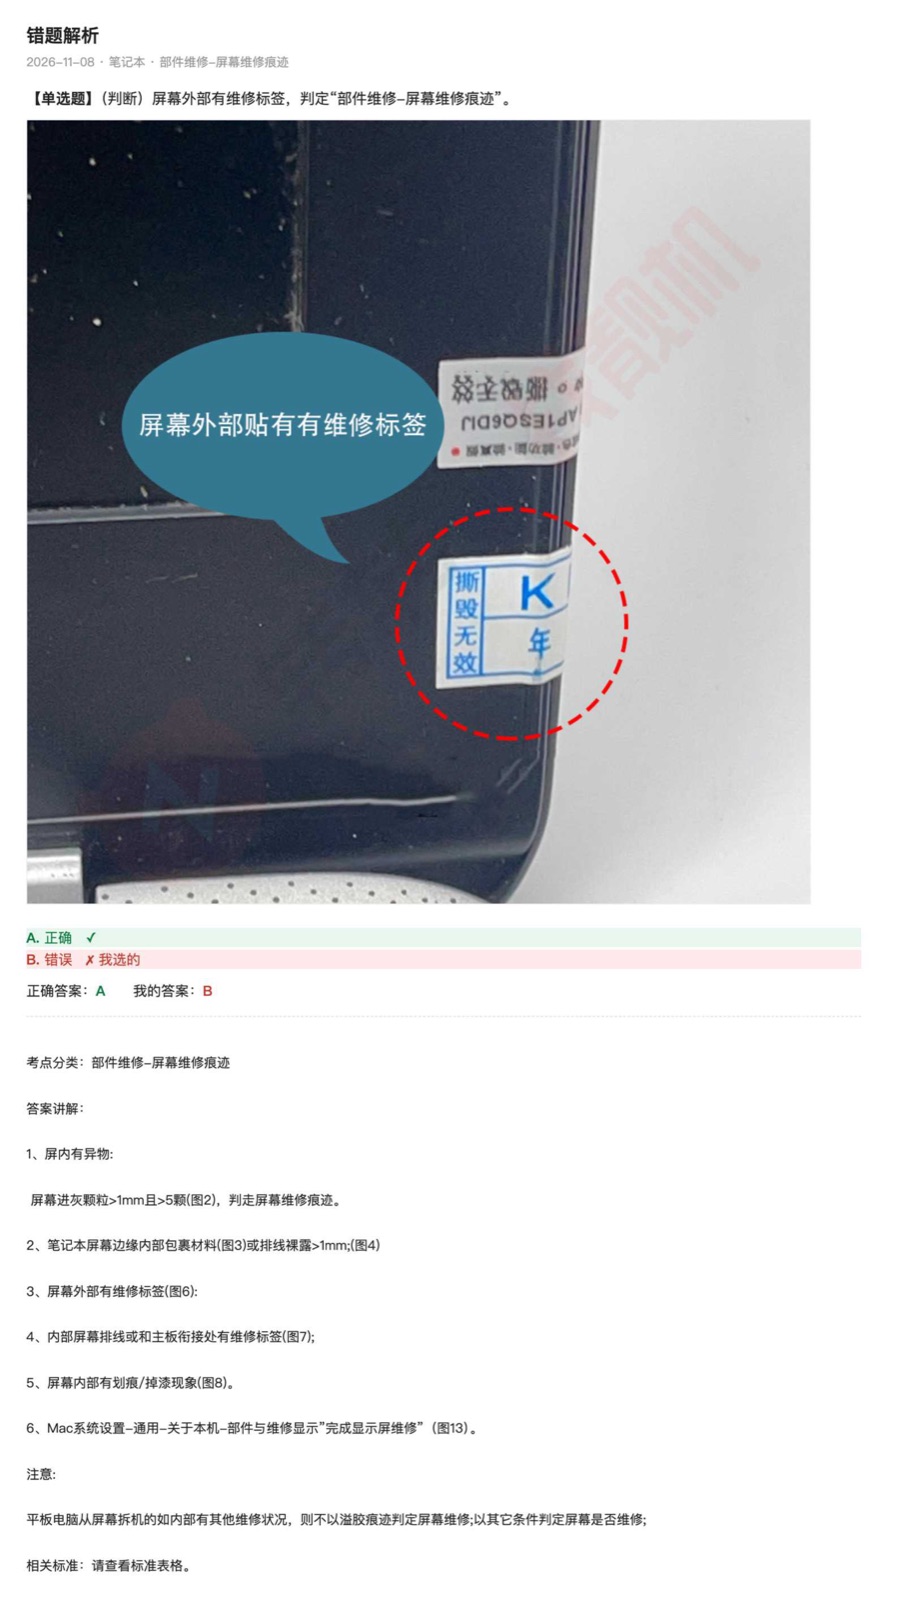 错题解析
2026-11-08 · 笔记本 · 部件维修-屏幕维修痕迹
【单选题】（判断）屏幕外部有维修标签，判定“部件维修-屏幕维修痕迹”。
屏幕外部贴有有维修标签
撕毁无效
AP1ESQ6DIJ
撕毁无效
K
年
A. 正确 ✓
B. 错误 ✗ 我选的
正确答案：A 我的答案：B
考点分类：部件维修-屏幕维修痕迹
答案讲解：
1、屏内有异物:
屏幕进灰颗粒>1mm且>5颗(图2)，判走屏幕维修痕迹。
2、笔记本屏幕边缘内部包裹材料(图3)或排线裸露>1mm;(图4)
3、屏幕外部有维修标签(图6):
4、内部屏幕排线或和主板衔接处有维修标签(图7);
5、屏幕内部有划痕/掉漆现象(图8)。
6、Mac系统设置-通用-关于本机-部件与维修显示”完成显示屏维修”（图13）。
注意:
平板电脑从屏幕拆机的如内部有其他维修状况，则不以溢胶痕迹判定屏幕维修;以其它条件判定屏幕是否维修;
相关标准：请查看标准表格。